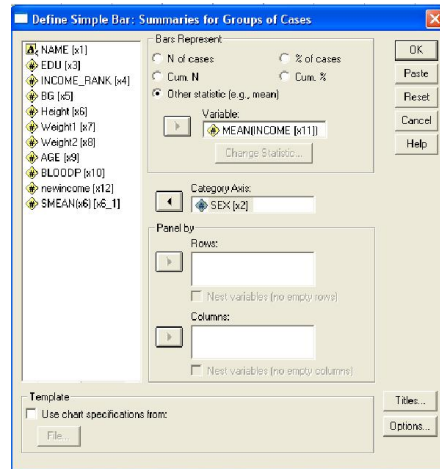 Define Simple Bar: Summaries for Groups of Cases
NAME [x1]
EDU [x3]
INCOME_RANK [x4]
BG [x5]
Height [x6]
Weight1 [x7]
Weight2 [x8]
AGE [x9]
BLOODP [x10]
newincome [x12]
SMEAN(x6) [x6_1]
Bars Represent
N of cases
% of cases
Cum. N
Cum. %
Other statistic (e.g., mean)
Variable:
MEAN(INCOME [x11])
Change Statistic...
Category Axis:
SEX [x2]
Panel by
Rows:
Nest variables (no empty rows)
Columns:
Nest variables (no empty columns)
OK
Paste
Reset
Cancel
Help
Template
Use chart specifications from:
File...
Titles...
Options...